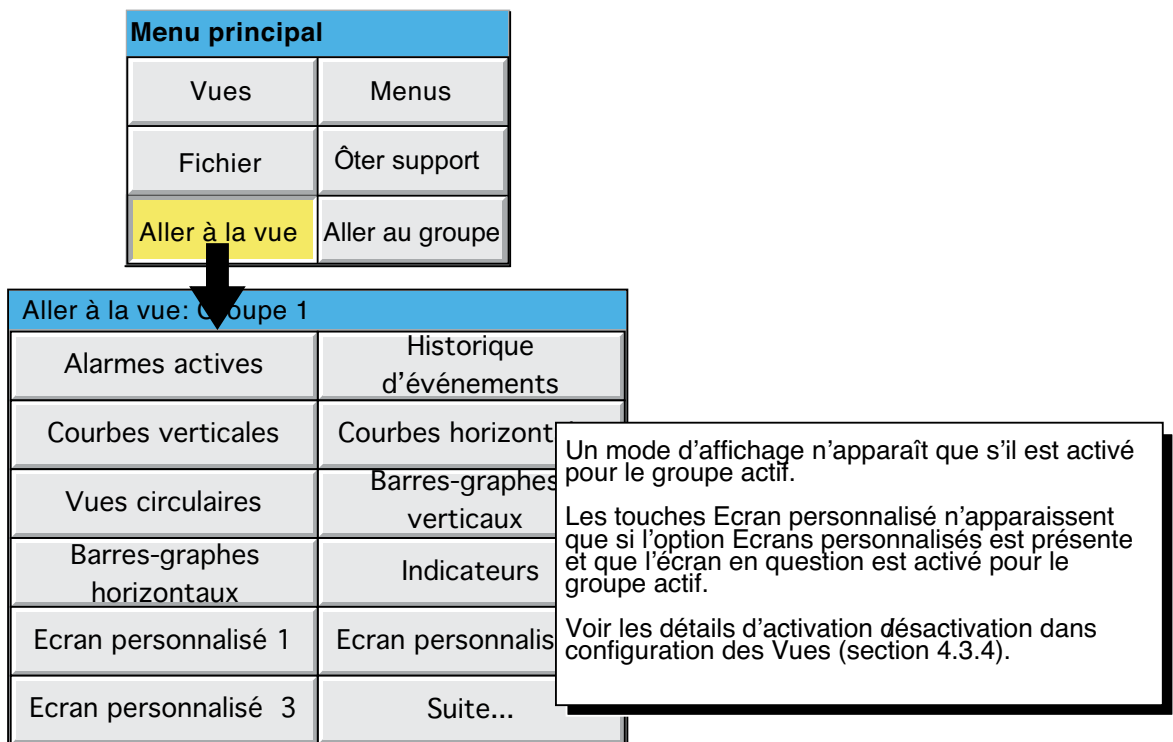 Menu principal
Vues
Menus
Fichier
Ôter support
Aller à la vue
Aller au groupe
Aller à la vue: Groupe 1
Alarmes actives
Historique
d’événements
Courbes verticales
Courbes horizont
Vues circulaires
Barres-graphes
verticaux
Barres-graphes
horizontaux
Indicateurs
Ecran personnalisé 1
Ecran personnalis
Ecran personnalisé 3
Suite...
Un mode d’affichage n’apparaît que s’il est activé
pour le groupe actif.
Les touches Ecran personnalisé n’apparaissent
que si l’option Ecrans personnalisés est présente
et que l’écran en question est activé pour le
groupe actif.
Voir les détails d’activation /désactivation dans
configuration des Vues (section 4.3.4).